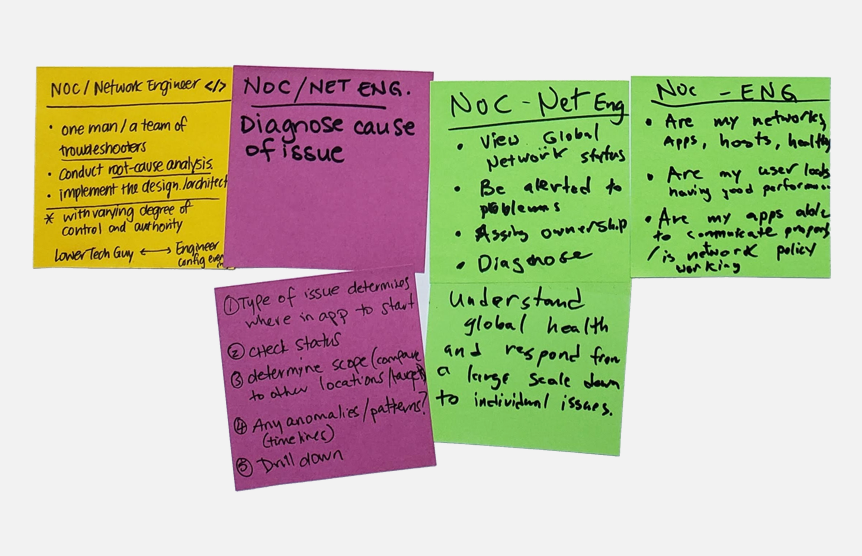 NOC / Network Engineer </>
• one man / a team of
troubleshooters
• Conduct root-cause analysis.
• implement the design./architect
* with varying degree of
control and authority
Lower Tech Guy ⟷ Engineer
config even
NOC/NET ENG.
Diagnose cause
of issue
NOC - Net Eng
• View Global
Network status
• Be alerted to
problems
• Assign ownership
• Diagnose
NOC - ENG
• Are my networks,
Apps, hosts, healthy
• Are my user loads
having good performance
• Are my apps able
to commuicate properly
/is network policy
working
① Type of issue determines
where in app to start
② check status
③ determine scope (compare
to other locations/targets
④ Any anomalies/patterns?
(timelines)
⑤ Drill down
Understand
global health
and respond from
a large scale down
to individual issues.